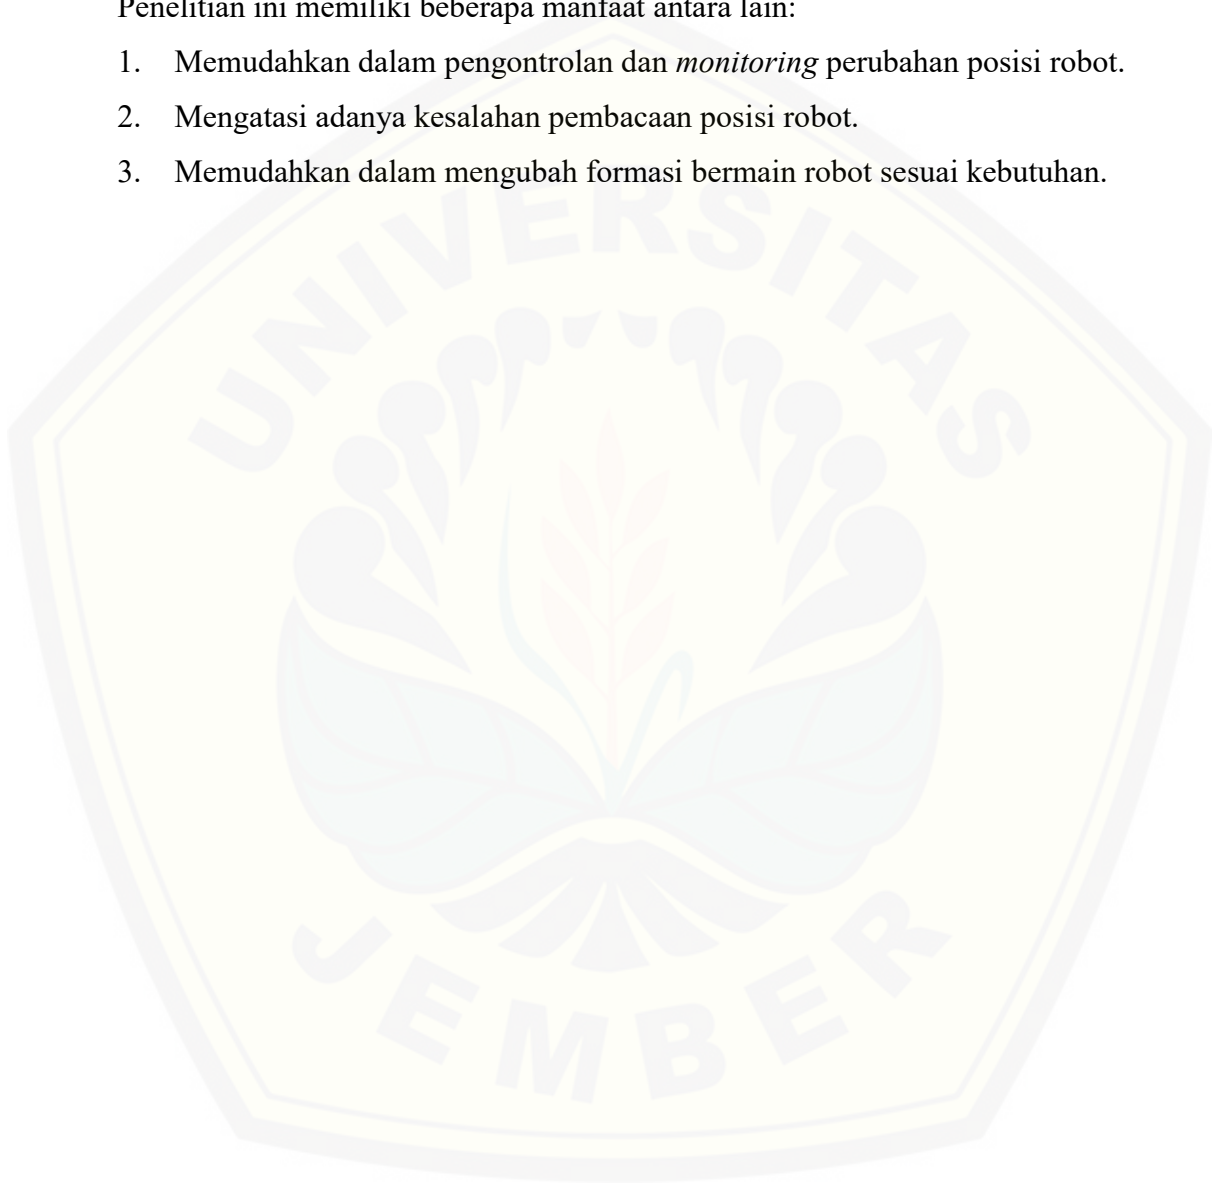 Penelitian ini memiliki beberapa manfaat antara lain:
1. Memudahkan dalam pengontrolan dan monitoring perubahan posisi robot.
2. Mengatasi adanya kesalahan pembacaan posisi robot.
3. Memudahkan dalam mengubah formasi bermain robot sesuai kebutuhan.
UNIVERSITAS
JEMBER